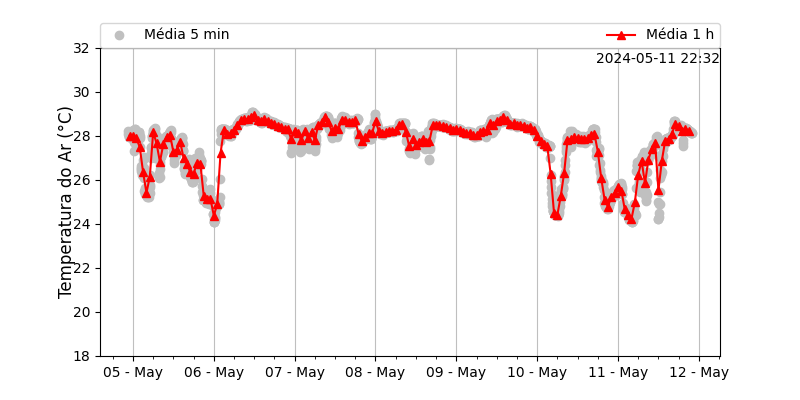 Média 5 min
Média 1 h
2024-05-11 22:32
Temperatura do Ar (°C)
32
30
28
26
24
22
20
18
05 - May
06 - May
07 - May
08 - May
09 - May
10 - May
11 - May
12 - May